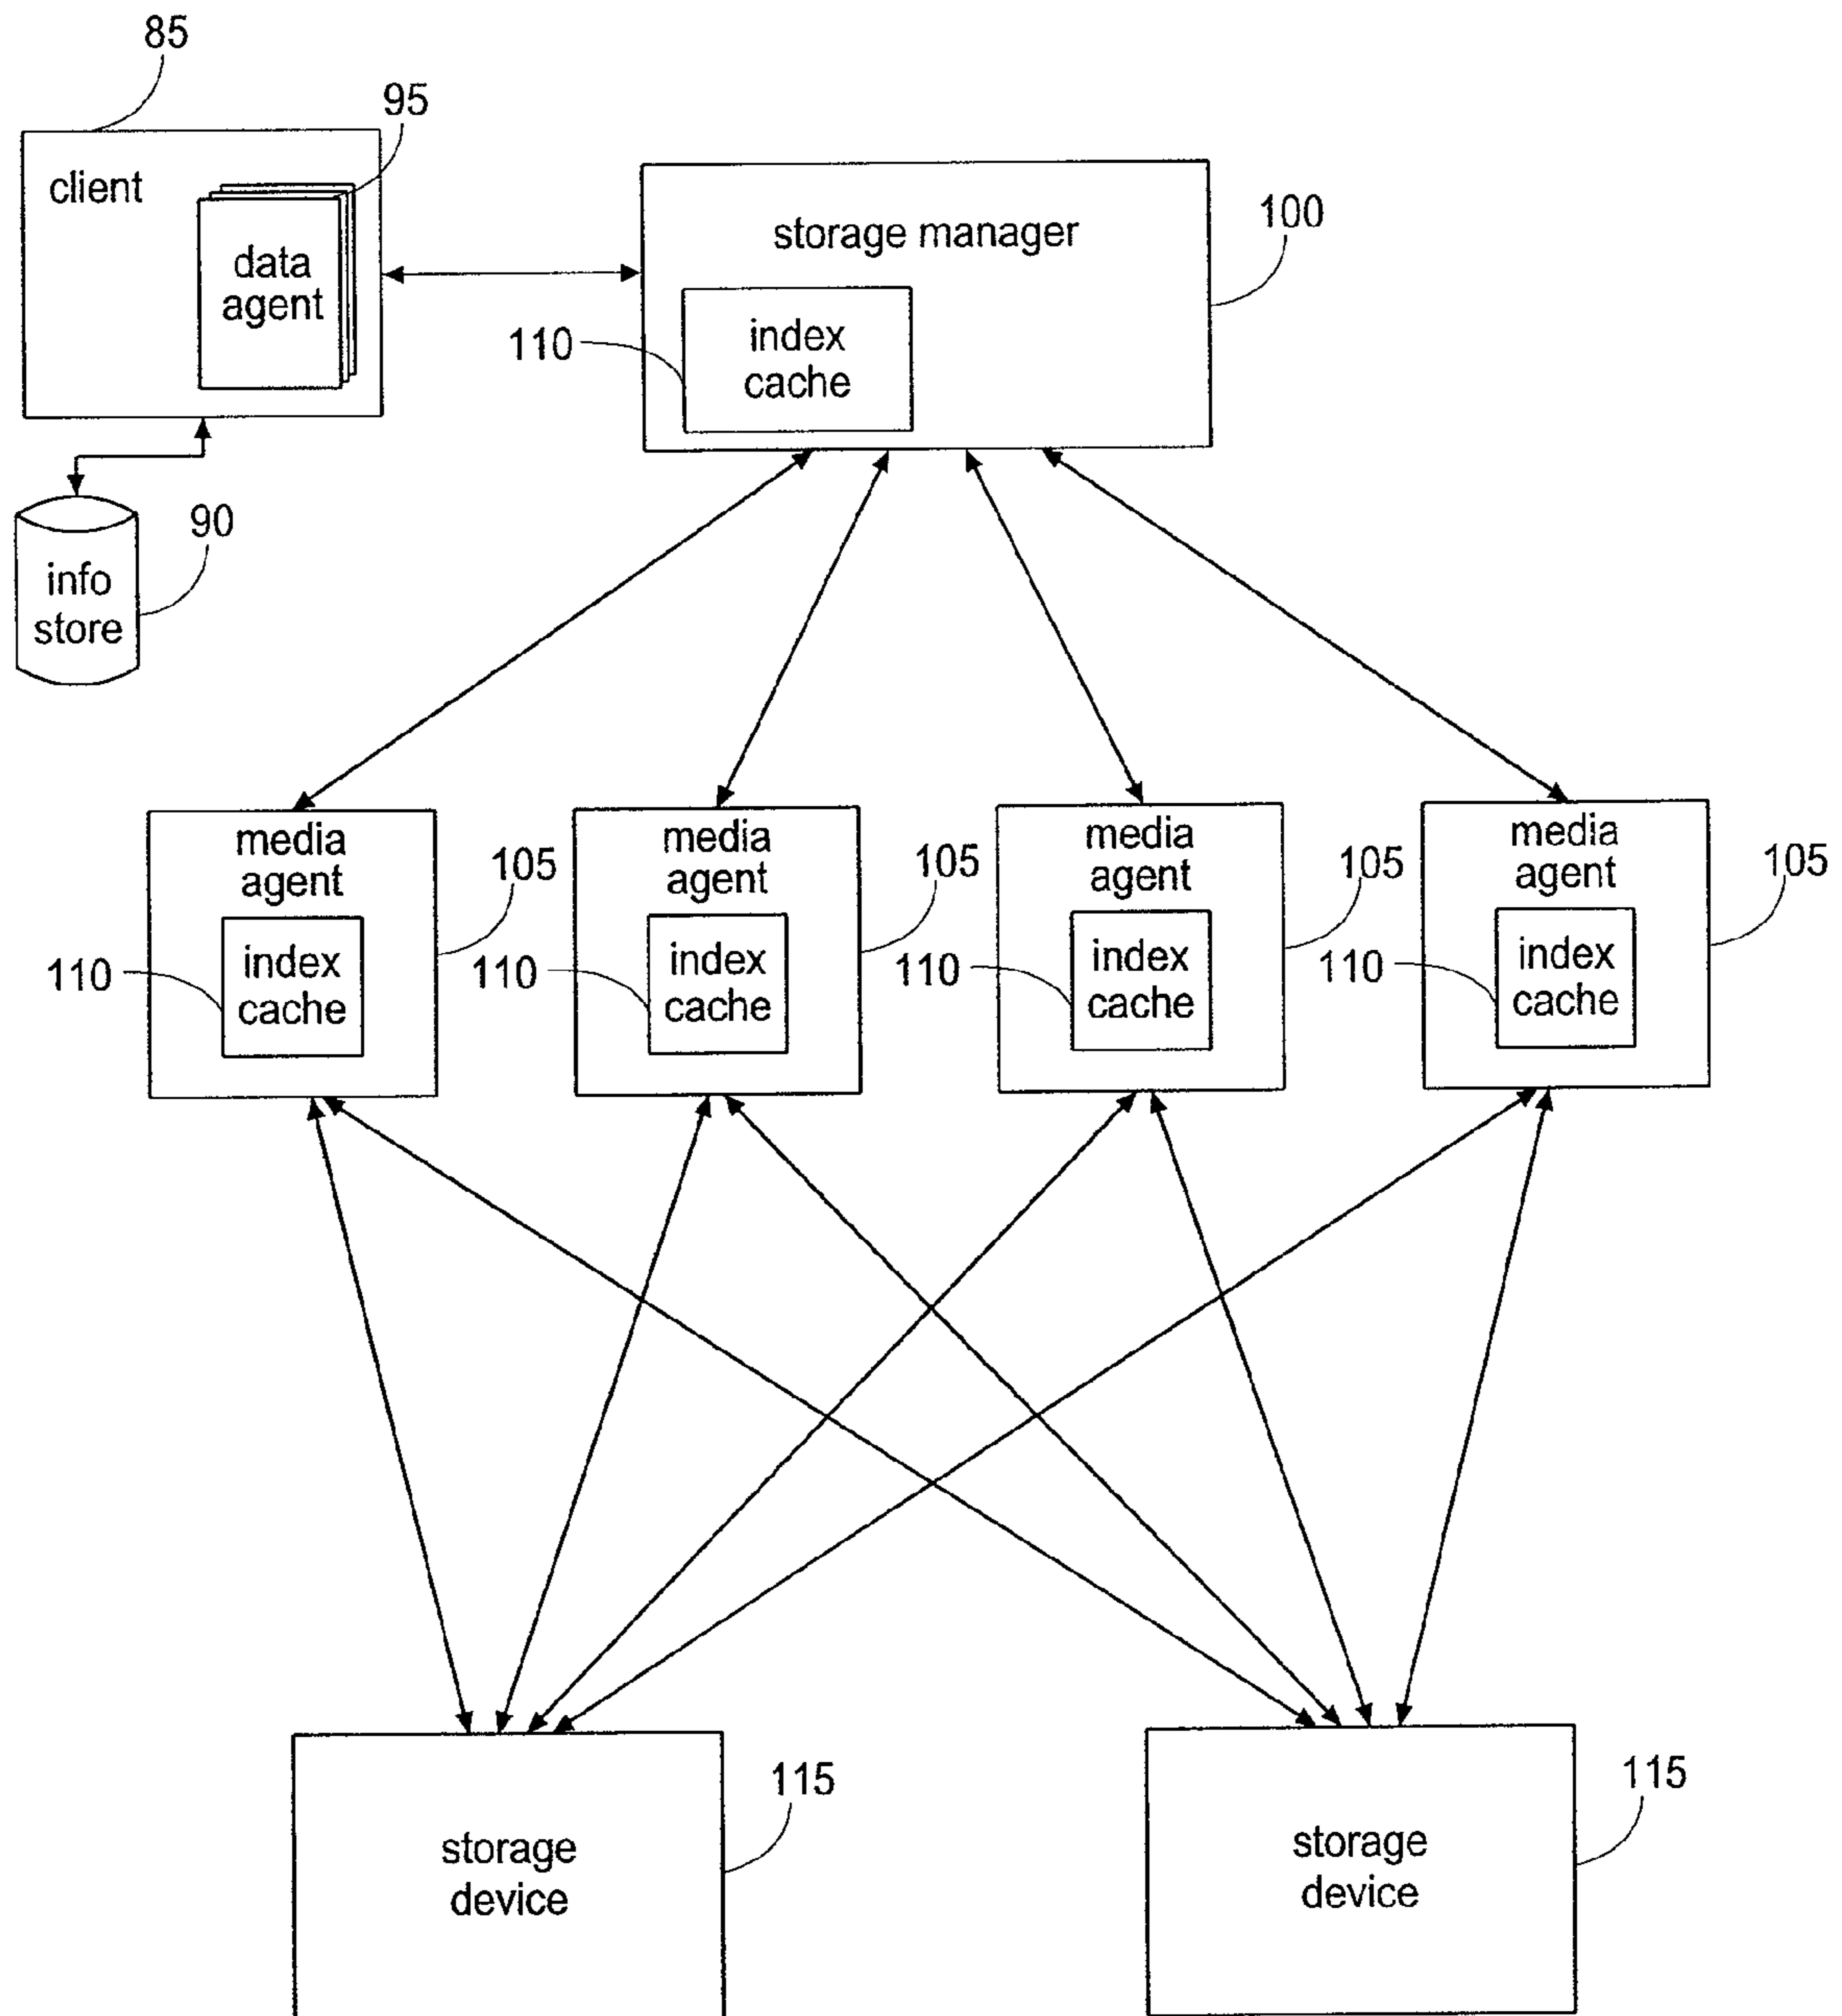 85
95
client
data
agent
storage manager
100
110
index
cache
90
info
store
media
agent
105
110
index
cache
media
agent
105
110
index
cache
media
agent
105
110
index
cache
media
agent
105
110
index
cache
storage
device
115
storage
device
115